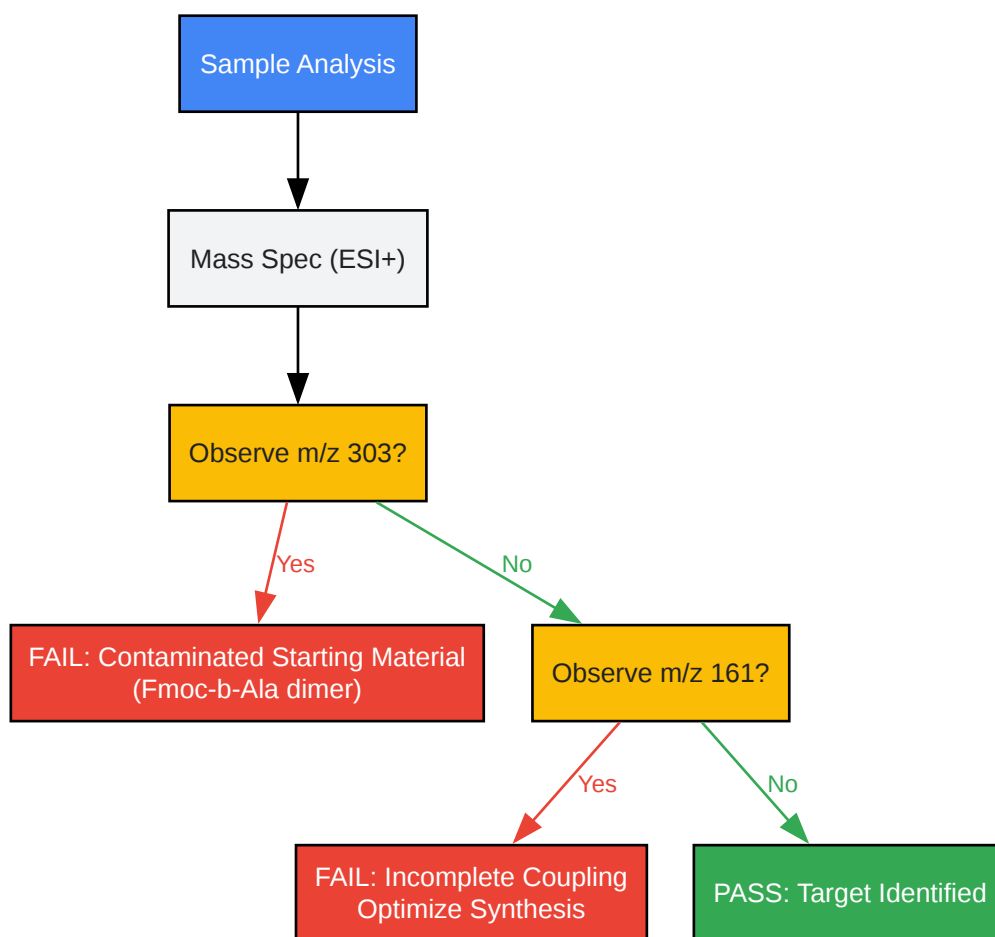 Sample Analysis
Mass Spec (ESI+)
Observe m/z 303?
Yes
No
FAIL: Contaminated Starting Material
(Fmoc-b-Ala dimer)
Observe m/z 161?
Yes
No
FAIL: Incomplete Coupling
Optimize Synthesis
PASS: Target Identified